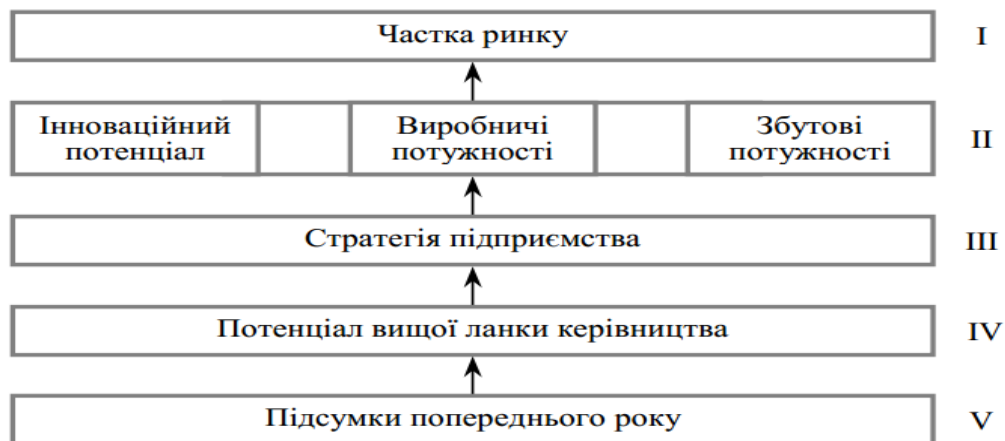 Частка ринку
I
Інноваційний
потенціал
Виробничі
потужності
Збутові
потужності
II
Стратегія підприємства
III
Потенціал вищої ланки керівництва
IV
Підсумки попереднього року
V